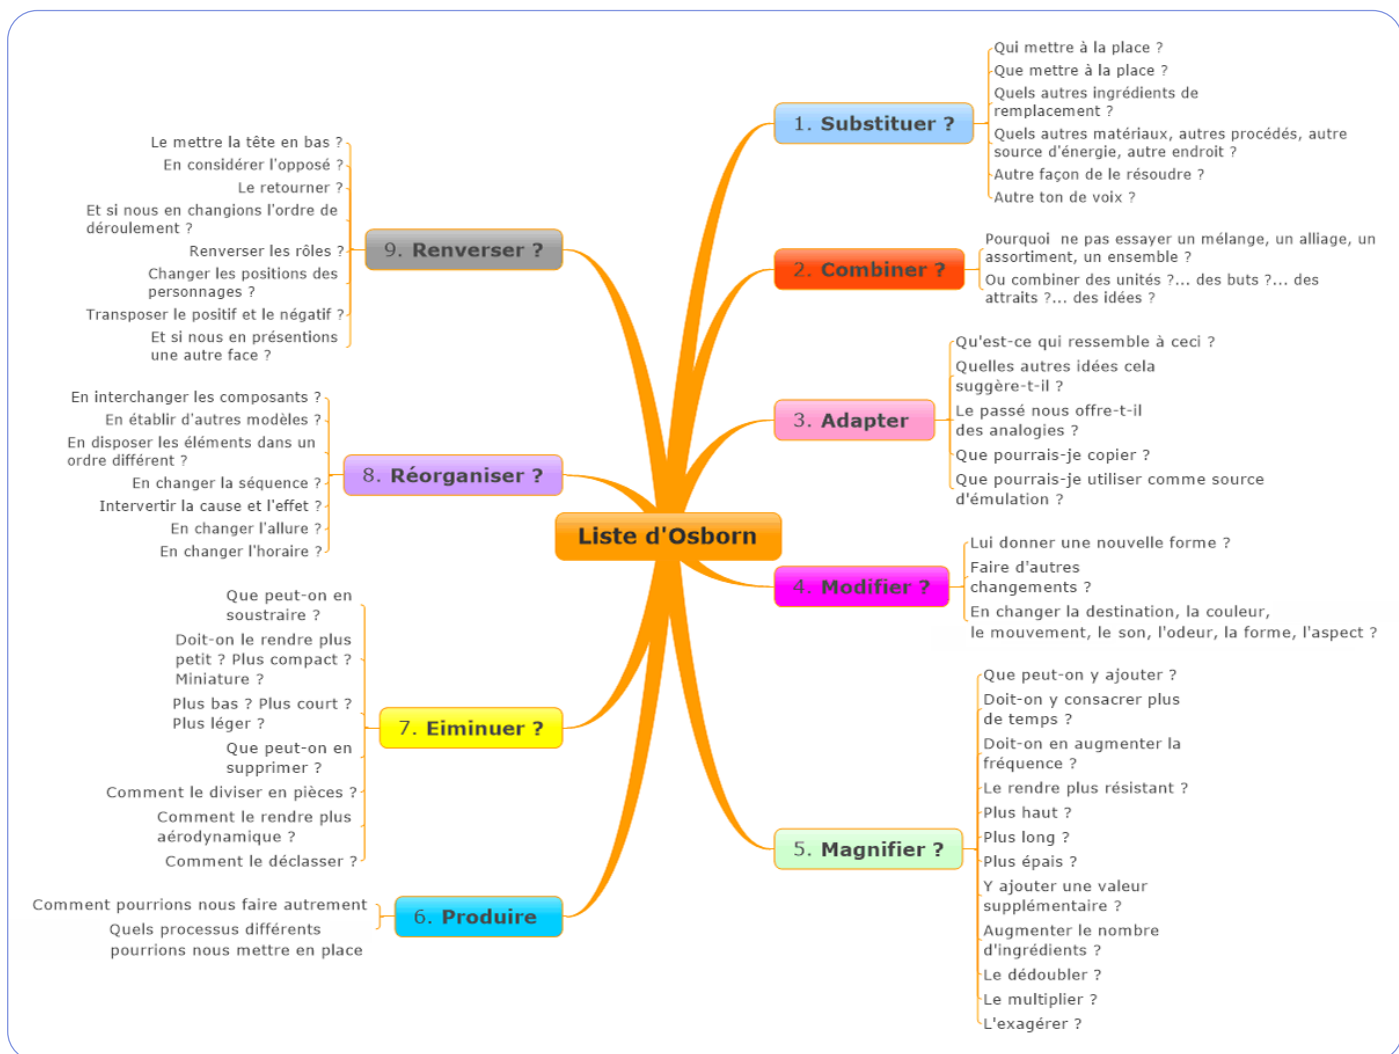 Liste d'Osborn
1. Substituer ?
Qui mettre à la place ?
Que mettre à la place ?
Quels autres ingrédients de
remplacement ?
Quels autres matériaux, autres procédés, autre
source d'énergie, autre endroit ?
Autre façon de le résoudre ?
Autre ton de voix ?
2. Combiner ?
Pourquoi ne pas essayer un mélange, un alliage, un
assortiment, un ensemble ?
Ou combiner des unités ?... des buts ?... des
attraits ?... des idées ?
3. Adapter
Qu'est-ce qui ressemble à ceci ?
Quelles autres idées cela
suggère-t-il ?
Le passé nous offre-t-il
des analogies ?
Que pourrais-je copier ?
Que pourrais-je utiliser comme source
d'émulation ?
4. Modifier ?
Lui donner une nouvelle forme ?
Faire d'autres
changements ?
En changer la destination, la couleur,
le mouvement, le son, l'odeur, la forme, l'aspect ?
5. Magnifier ?
Que peut-on y ajouter ?
Doit-on y consacrer plus
de temps ?
Doit-on en augmenter la
fréquence ?
Le rendre plus résistant ?
Plus haut ?
Plus long ?
Plus épais ?
Y ajouter une valeur
supplémentaire ?
Augmenter le nombre
d'ingrédients ?
Le dédoubler ?
Le multiplier ?
L'exagérer ?
6. Produire
Comment pourrions nous faire autrement
Quels processus différents
pourrions nous mettre en place
7. Eiminuer ?
Que peut-on en
soustraire ?
Doit-on le rendre plus
petit ? Plus compact ?
Miniature ?
Plus bas ? Plus court ?
Plus léger ?
Que peut-on en
supprimer ?
Comment le diviser en pièces ?
Comment le rendre plus
aérodynamique ?
Comment le déclasser ?
8. Réorganiser ?
En interchanger les composants ?
En établir d'autres modèles ?
En disposer les éléments dans un
ordre différent ?
En changer la séquence ?
Intervertir la cause et l'effet ?
En changer l'allure ?
En changer l'horaire ?
9. Renverser ?
Le mettre la tête en bas ?
En considérer l'opposé ?
Le retourner ?
Et si nous en changions l'ordre de
déroulement ?
Renverser les rôles ?
Changer les positions des
personnages ?
Transposer le positif et le négatif ?
Et si nous en présentions
une autre face ?